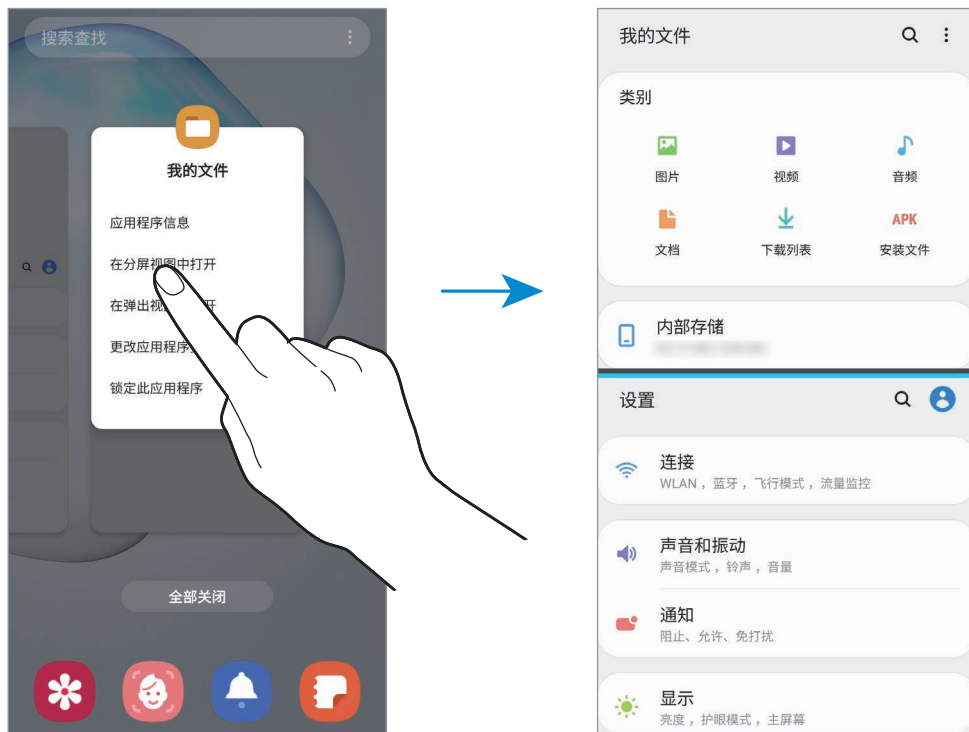 搜索查找
我的文件
应用程序信息
在分屏视图中打开
在弹出视
开
更改应用程序
锁定此应用程序
全部关闭
我的文件
类别
图片
视频
音频
APK
文档
下载列表
安装文件
内部存储
设置
连接
WLAN ，蓝牙 ，飞行模式 ，流量监控
声音和振动
声音模式 ，铃声 ，音量
通知
阻止、允许、免打扰
显示
亮度 ，护眼模式 ，主屏幕